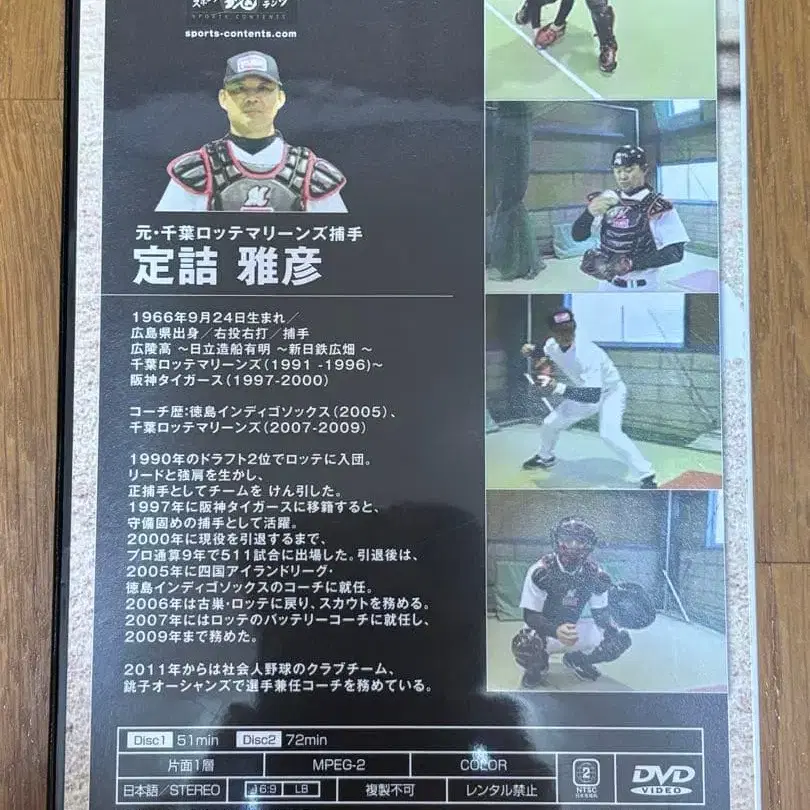 スポーツ 魂 コンテンツ
SPORTS CONTENTS
sports-contents.com
元・千葉ロッテマリーンズ捕手
定詰 雅彦
1966年9月24日生まれ/
広島県出身/右投右打/捕手
広陵高 〜日立造船有明 〜新日鉄広畑 〜
千葉ロッテマリーンズ(1991 -1996)〜
阪神タイガース(1997-2000)
コーチ歴:徳島インディゴソックス(2005)、
千葉ロッテマリーンズ(2007-2009)
1990年のドラフト2位でロッテに入団。
リードと強肩を生かし、
正捕手としてチームを けん引した。
1997年に阪神タイガースに移籍すると、
守備固めの捕手として活躍。
2000年に現役を引退するまで、
プロ通算9年で511試合に出場した。引退後は、
2005年に四国アイランドリーグ・
徳島インディゴソックスのコーチに就任。
2006年は古巣・ロッテに戻り、スカウトを務める。
2007年にはロッテのバッテリーコーチに就任し、
2009年まで務めた。
2011年からは社会人野球のクラブチーム、
銚子オーシャンズで選手兼任コーチを務めている。
Disc1 51min Disc2 72min
片面1層 MPEG-2 COLOR
日本語/STEREO 16:9 LB 複製不可 レンタル禁止
2
NTSC
日本市場向
DVD
VIDEO